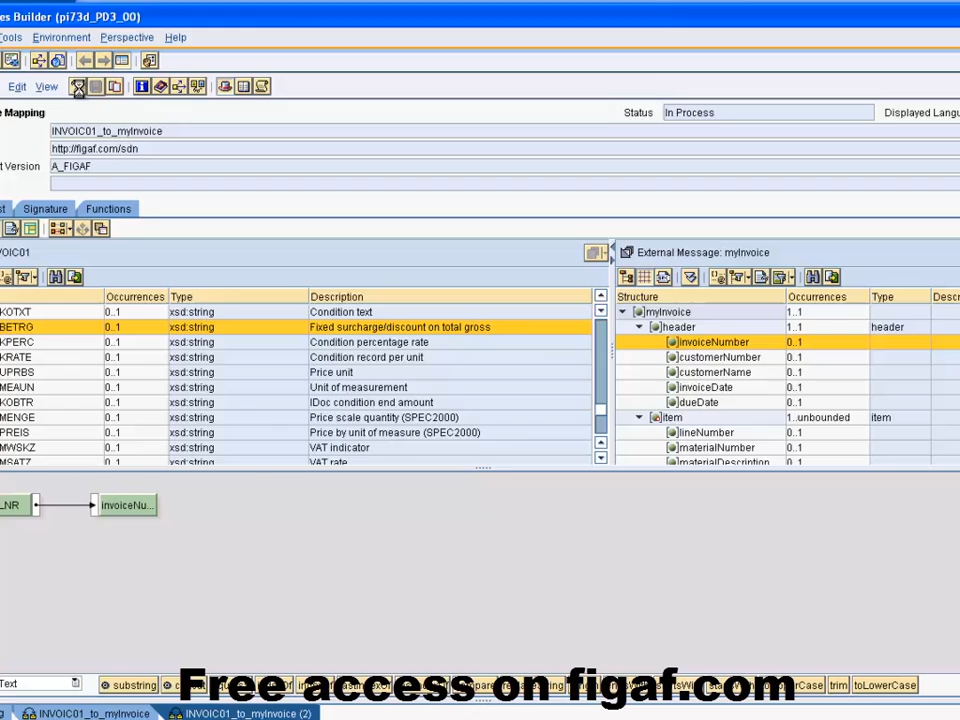 es Builder (pi73d_PD3_00)
ools Environment Perspective Help
Edit View
e Mapping Status In Process Displayed Langu
INVOIC01_to_myInvoice
http://figaf.com/sdn
t Version A_FIGAF
st Signature Functions
VOIC01 External Message: myInvoice
Occurrences Type Description Structure Occurrences Type Descr
KOTXT 0..1 xsd:string Condition text myInvoice 1..1
BETRG 0..1 xsd:string Fixed surcharge/discount on total gross header 1..1 header
KPERC 0..1 xsd:string Condition percentage rate invoiceNumber 0..1
KRATE 0..1 xsd:string Condition record per unit customerNumber 0..1
UPRBS 0..1 xsd:string Price unit customerName 0..1
MEAUN 0..1 xsd:string Unit of measurement invoiceDate 0..1
KOBTR 0..1 xsd:string IDoc condition end amount dueDate 0..1
MENGE 0..1 xsd:string Price scale quantity (SPEC2000) item 1..unbounded item
PREIS 0..1 xsd:string Price by unit of measure (SPEC2000) lineNumber 0..1
MWSKZ 0..1 xsd:string VAT indicator materialNumber 0..1
MSATZ 0..1 xsd:string VAT rate materialDescription 0..1
LNR invoiceNu...
Text substring trim toLowerCase
Free access on figaf.com
INVOIC01_to_myInvoice INVOIC01_to_myInvoice (2)